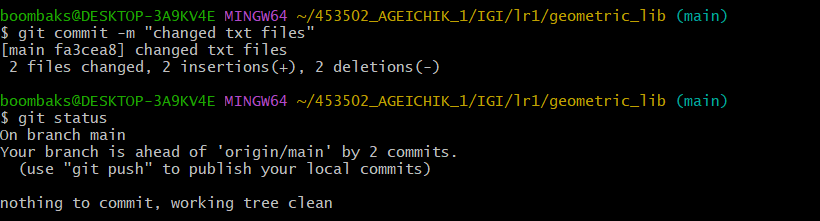 boombaks@DESKTOP-3A9KV4E MINGW64 ~/453502_AGEICHIK_1/IGI/lr1/geometric_lib (main)
$ git commit -m "changed txt files"
[main fa3cea8] changed txt files
 2 files changed, 2 insertions(+), 2 deletions(-)

boombaks@DESKTOP-3A9KV4E MINGW64 ~/453502_AGEICHIK_1/IGI/lr1/geometric_lib (main)
$ git status
On branch main
Your branch is ahead of 'origin/main' by 2 commits.
  (use "git push" to publish your local commits)

nothing to commit, working tree clean